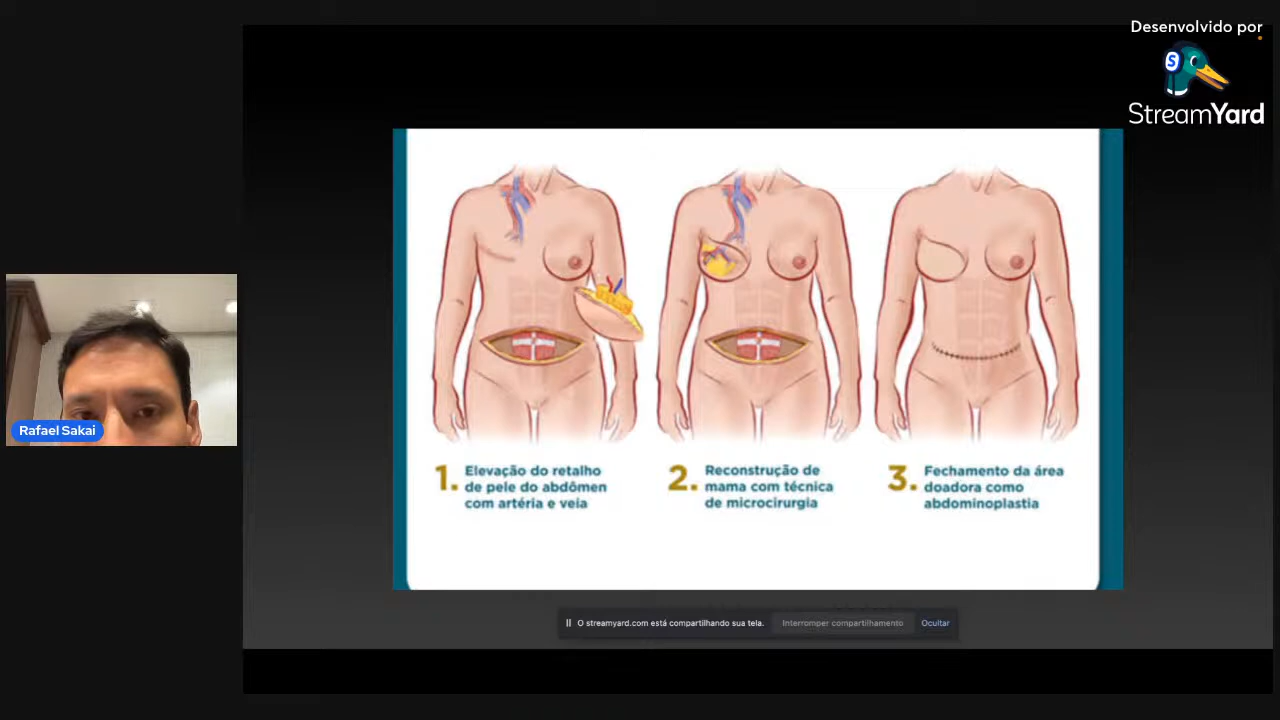 Desenvolvido por
S
StreamYard
Rafael Sakai
1. Elevação do retalho
de pele do abdômen
com artéria e veia
2. Reconstrução de
mama com técnica
de microcirurgia
3. Fechamento da área
doadora como
abdominoplastia
O streamyard.com está compartilhando sua tela.
Interromper compartilhamento
Ocultar